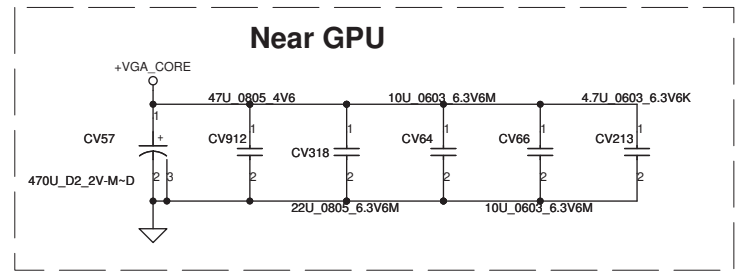 Near GPU
+VGA_CORE
47U_0805_4V6
10U_0603_6.3V6M
4.7U_0603_6.3V6K
1
1
1
1
1
1
CV57
+
CV912
CV318
CV64
CV66
CV213
470U_D2_2V-M~D
2
3
2
2
2
2
2
22U_0805_6.3V6M
10U_0603_6.3V6M